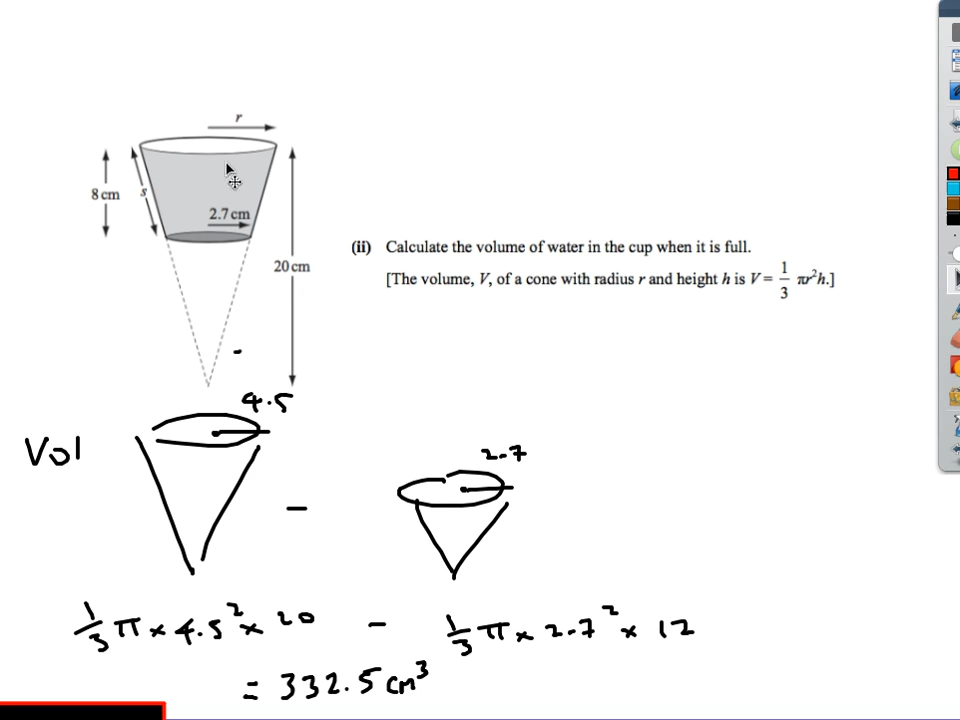 r
8 cm
s
2.7 cm
20 cm
(ii) Calculate the volume of water in the cup when it is full.
[The volume, V, of a cone with radius r and height h is V = 1/3 πr²h.]
Vol
4.5
-
2.7
1/3 π × 4.5² × 20 - 1/3 π × 2.7² × 12
= 332.5 cm³